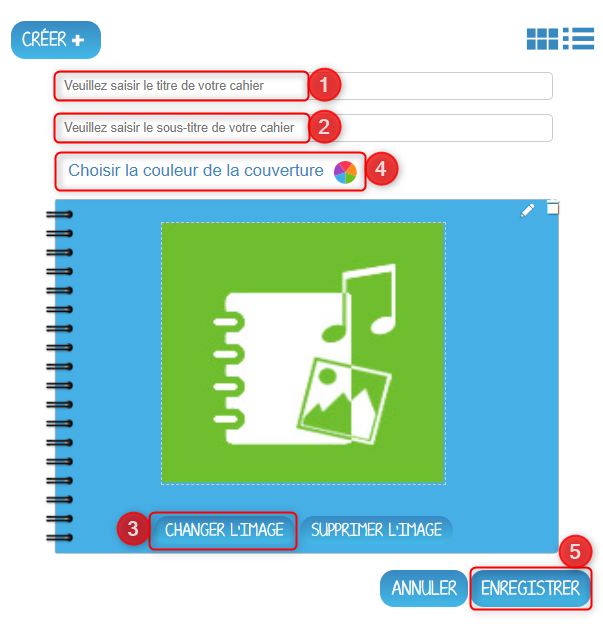 CRÉER +
Veuillez saisir le titre de votre cahier 1
Veuillez saisir le sous-titre de votre cahier 2
Choisir la couleur de la couverture 4
3 CHANGER L'IMAGE SUPPRIMER L'IMAGE
5
ANNULER ENREGISTRER